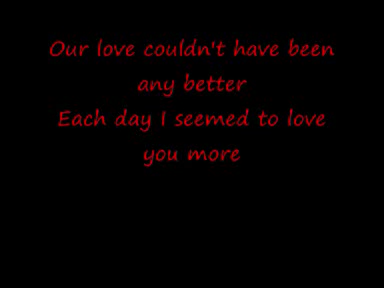 Our love couldn't have been
any better
Each day I seemed to love
you more